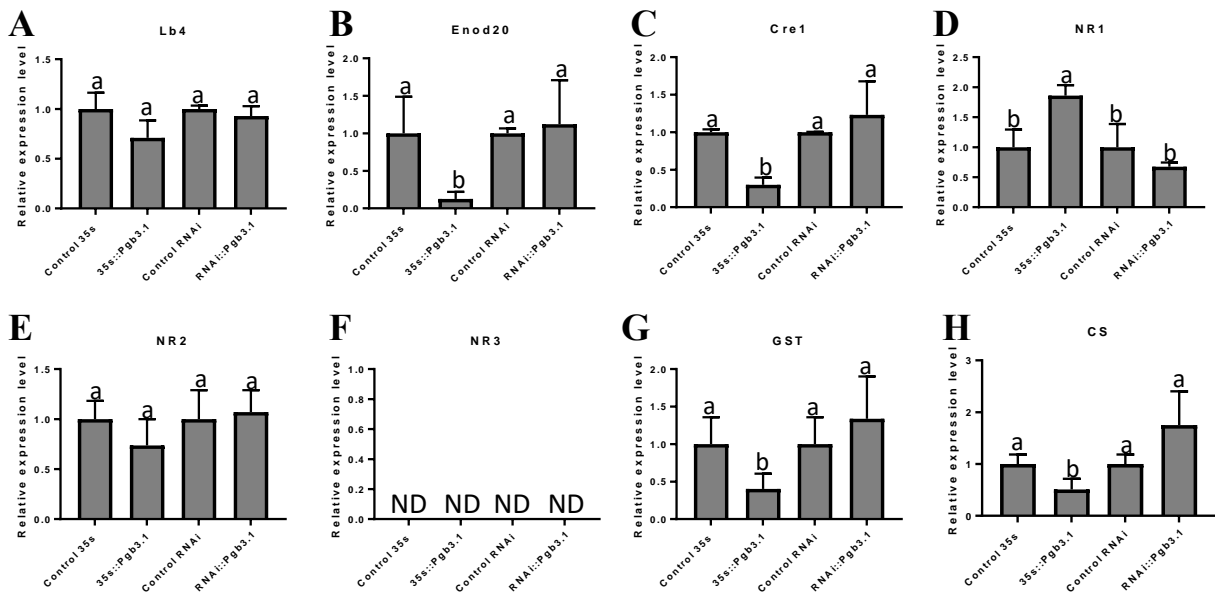 A
Lb4
Relative expression level
1.5
1.0
0.5
0.0
a
a
a
a
Control 35s
35s::Pgb3.1
Control RNAi
RNAi::Pgb3.1
B
Enod20
Relative expression level
2.0
1.5
1.0
0.5
0.0
a
b
a
a
Control 35s
35s::Pgb3.1
Control RNAi
RNAi::Pgb3.1
C
Cre1
Relative expression level
2.0
1.5
1.0
0.5
0.0
a
b
a
a
Control 35s
35s::Pgb3.1
Control RNAi
RNAi::Pgb3.1
D
NR1
Relative expression level
2.5
2.0
1.5
1.0
0.5
0.0
b
a
b
b
Control 35s
35s::Pgb3.1
Control RNAi
RNAi::Pgb3.1
E
NR2
Relative expression level
1.5
1.0
0.5
0.0
a
a
a
a
Control 35s
35s::Pgb3.1
Control RNAi
RNAi::Pgb3.1
F
NR3
Relative expression level
1.0
0.8
0.6
0.4
0.2
0.0
ND ND ND ND
Control 35s
35s::Pgb3.1
Control RNAi
RNAi::Pgb3.1
G
GST
Relative expression level
2.0
1.5
1.0
0.5
0.0
a
b
a
a
Control 35s
35s::Pgb3.1
Control RNAi
RNAi::Pgb3.1
H
CS
Relative expression level
3
2
1
0
a
b
a
a
Control 35s
35s::Pgb3.1
Control RNAi
RNAi::Pgb3.1